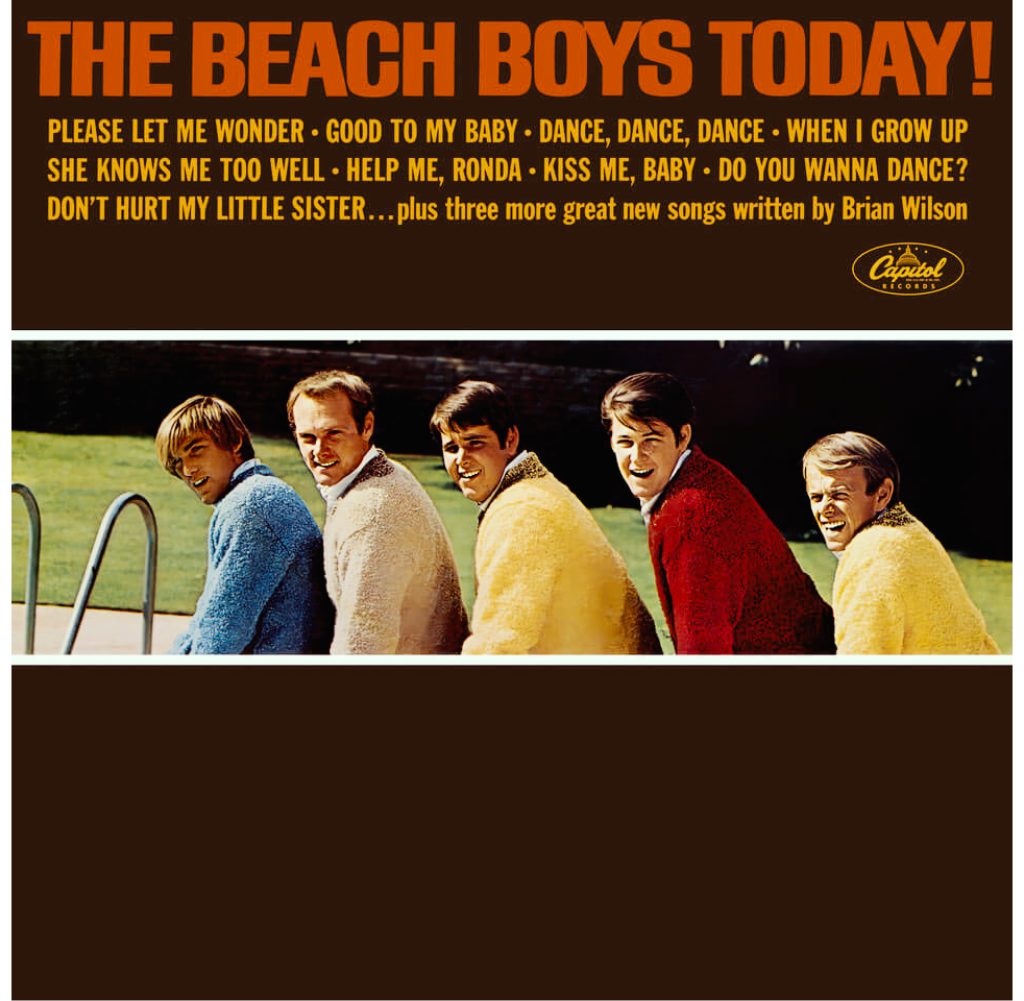 THE BEACH BOYS TODAY!
PLEASE LET ME WONDER • GOOD TO MY BABY • DANCE, DANCE, DANCE • WHEN I GROW UP
SHE KNOWS ME TOO WELL • HELP ME, RONDA • KISS ME, BABY • DO YOU WANNA DANCE?
DON'T HURT MY LITTLE SISTER...plus three more great new songs written by Brian Wilson
Capitol
RECORDS